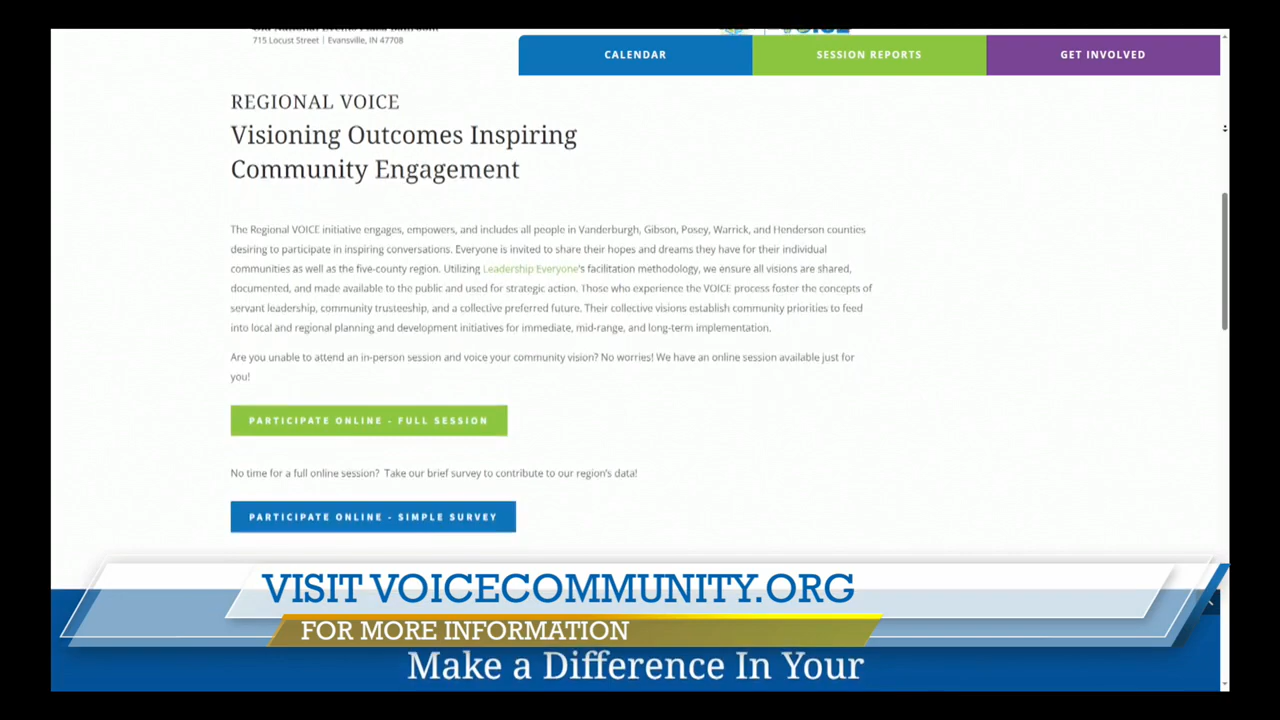 715 Locust Street | Evansville, IN 47708
CALENDAR
SESSION REPORTS
GET INVOLVED
REGIONAL VOICE
Visioning Outcomes Inspiring
Community Engagement
The Regional VOICE initiative engages, empowers, and includes all people in Vanderburgh, Gibson, Posey, Warrick, and Henderson counties
desiring to participate in inspiring conversations. Everyone is invited to share their hopes and dreams they have for their individual
communities as well as the five-county region. Utilizing Leadership Everyone's facilitation methodology, we ensure all visions are shared,
documented, and made available to the public and used for strategic action. Those who experience the VOICE process foster the concepts of
servant leadership, community trusteeship, and a collective preferred future. Their collective visions establish community priorities to feed
into local and regional planning and development initiatives for immediate, mid-range, and long-term implementation.
Are you unable to attend an in-person session and voice your community vision? No worries! We have an online session available just for
you!
PARTICIPATE ONLINE - FULL SESSION
No time for a full online session? Take our brief survey to contribute to our region's data!
PARTICIPATE ONLINE - SIMPLE SURVEY
VISIT VOICECOMMUNITY.ORG
FOR MORE INFORMATION
Make a Difference In Your